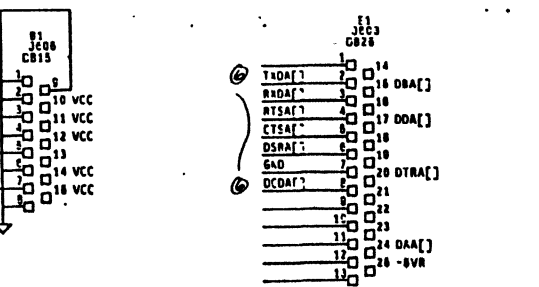 B1
CB15
1
2
3
4
5
6
7
8
9
10 VCC
11 VCC
12 VCC
13
14 VCC
15 VCC
E1
JEC3
CB26
6
TXDA[]
RXDA[]
RTSA[]
CTSA[]
DSRA[]
GND
DCDA[]
6
1
2
3
4
5
6
7
8
9
10
11
12
13
14
15 DBA[]
16
17 DDA[]
18
19
20 DTRA[]
21
22
23
24 DAA[]